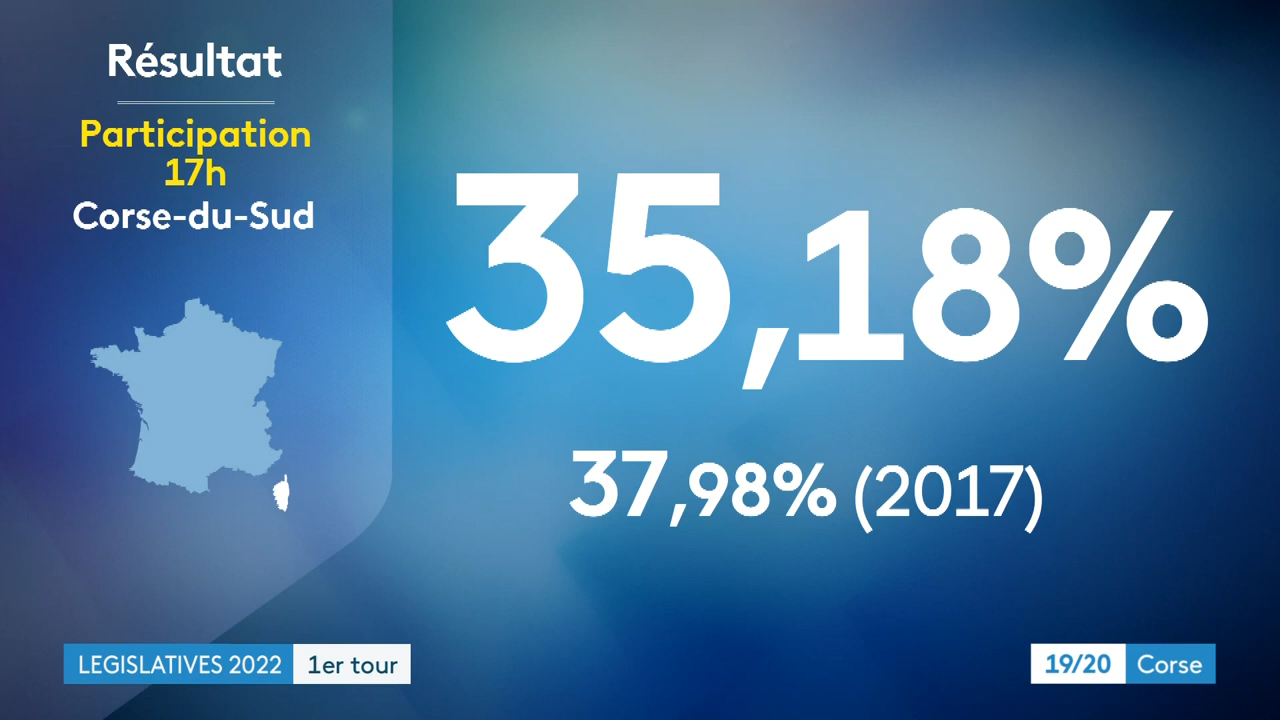 Résultat
Participation
17h
Corse-du-Sud
35,18%
37,98% (2017)
LEGISLATIVES 2022 1er tour
19/20 Corse